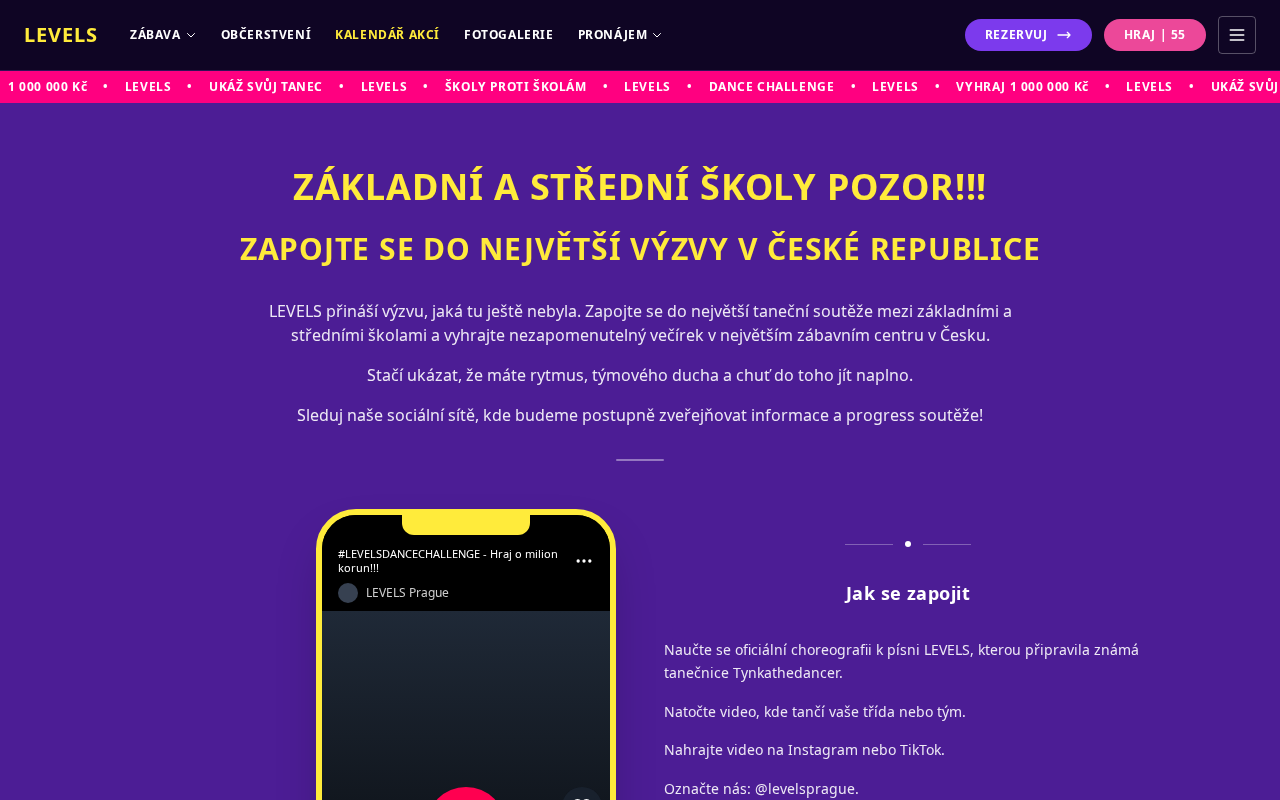 LEVELS ZÁBAVA OBČERSTVENÍ KALENDÁŘ AKCÍ FOTOGALERIE PRONÁJEM REZERVUJ HRAJ | 55
1 000 000 Kč • LEVELS • UKÁŽ SVŮJ TANEC • LEVELS • ŠKOLY PROTI ŠKOLÁM • LEVELS • DANCE CHALLENGE • LEVELS • VYHRAJ 1 000 000 Kč • LEVELS • UKÁŽ SVŮJ
ZÁKLADNÍ A STŘEDNÍ ŠKOLY POZOR!!!
ZAPOJTE SE DO NEJVĚTŠÍ VÝZVY V ČESKÉ REPUBLICE
LEVELS přináší výzvu, jaká tu ještě nebyla. Zapojte se do největší taneční soutěže mezi základními a
středními školami a vyhrajte nezapomenutelný večírek v největším zábavním centru v Česku.
Stačí ukázat, že máte rytmus, týmového ducha a chuť do toho jít naplno.
Sleduj naše sociální sítě, kde budeme postupně zveřejňovat informace a progress soutěže!
#LEVELSDANCECHALLENGE - Hraj o milion
korun!!!
LEVELS Prague
Jak se zapojit
Naučte se oficiální choreografii k písni LEVELS, kterou připravila známá
tanečnice Tynkathedancer.
Natočte video, kde tančí vaše třída nebo tým.
Nahrajte video na Instagram nebo TikTok.
Označte nás: @levelsprague.